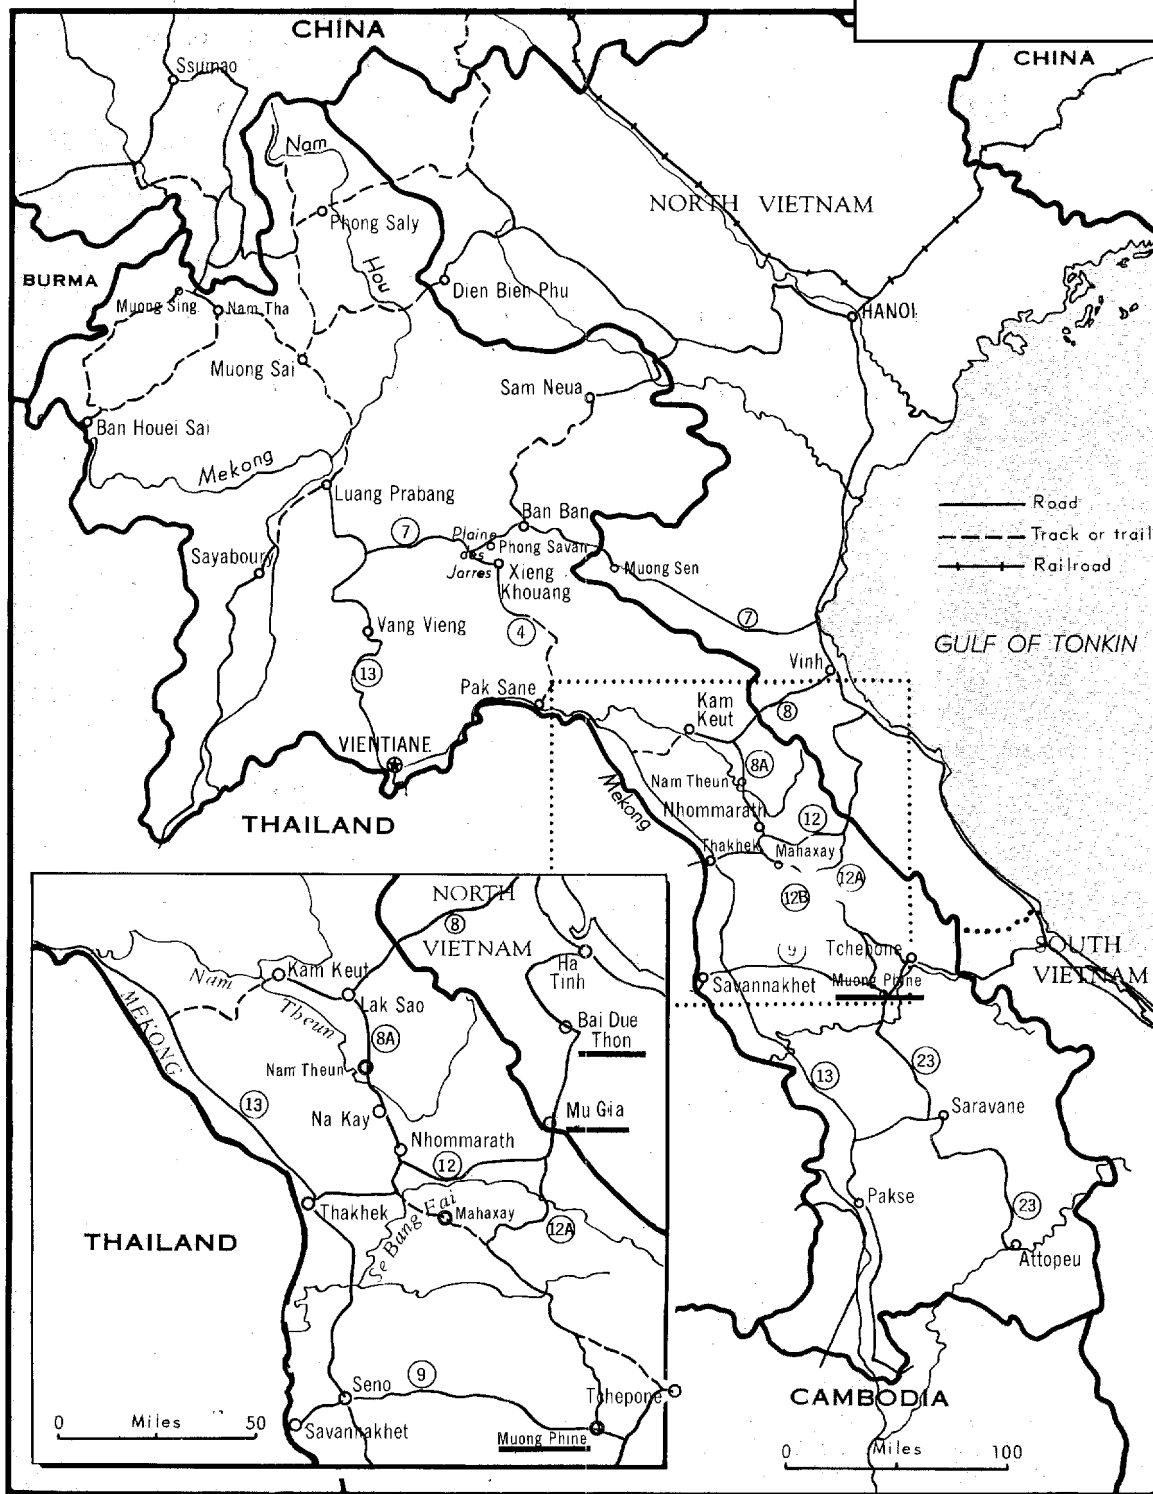 CHINA
CHINA
Ssumao
Nam
Hou
NORTH VIETNAM
Phong Saly
BURMA
Dien Bien Phu
Muong Sing
Nam Tha
HANOI
Muong Sai
Sam Neua
Ban Houei Sai
Mekong
Luang Prabang
Ban Ban
Road
7
Plaine
des
Jarres
Phong Savan
Track or trail
Sayaboury
Xieng
Khouang
Muong Sen
Railroad
4
7
Vang Vieng
GULF OF TONKIN
13
Vinh
Pak Sane
Kam
Keut
8
VIENTIANE
8A
Nam Theun
Mekong
Nhommarath
12
THAILAND
Thakhek
Mahaxay
12A
12B
Tchepone
SOUTH
VIETNAM
9
Savannakhet
Muong Phine
23
13
Saravane
Pakse
23
Attopeu
CAMBODIA
0 Miles 100
NORTH
VIETNAM
8
Nam
Theun
Kam Keut
Ha
Tinh
MEKONG
Lak Sao
Bai Due
Thon
8A
Nam Theun
13
Na Kay
Mu Gia
Nhommarath
12
Thakhek
Se Bang Fai
Mahaxay
12A
THAILAND
9
Seno
Tchepone
0 Miles 50
Savannakhet
Muong Phine